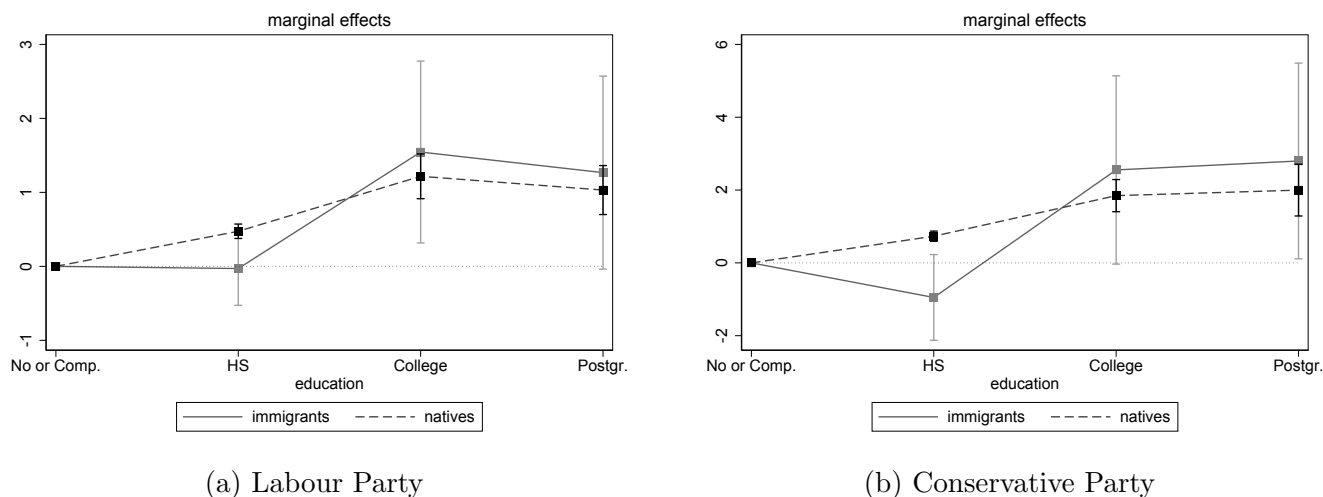 marginal effects
3
2
1
0
-1
No or Comp. HS College Postgr.
education
immigrants natives
(a) Labour Party
marginal effects
6
4
2
0
-2
No or Comp. HS College Postgr.
education
immigrants natives
(b) Conservative Party